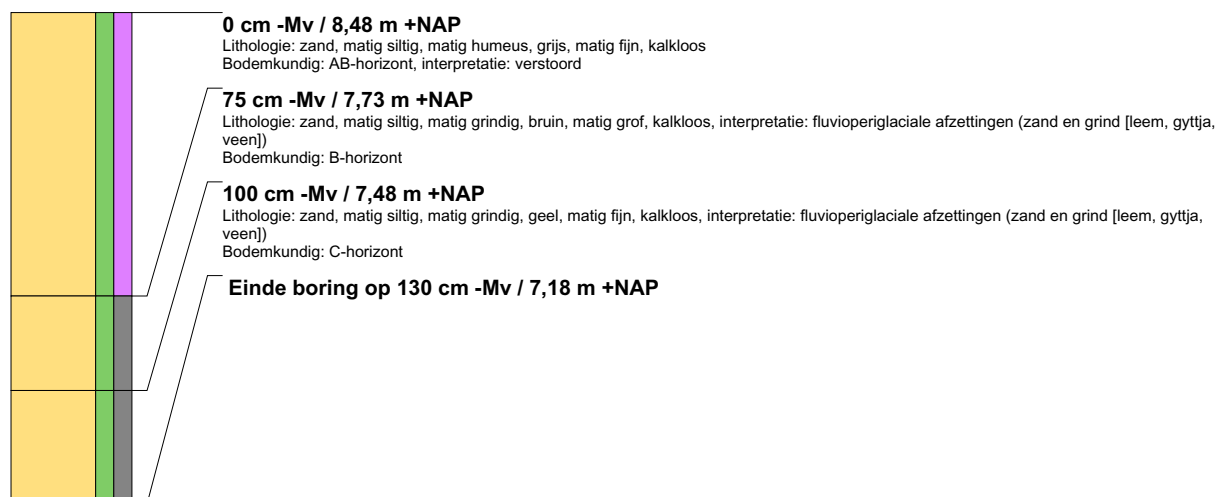 0 cm -Mv / 8,48 m +NAP
Lithologie: zand, matig siltig, matig humeus, grijs, matig fijn, kalkloos
Bodemkundig: AB-horizont, interpretatie: verstoord
75 cm -Mv / 7,73 m +NAP
Lithologie: zand, matig siltig, matig grindig, bruin, matig grof, kalkloos, interpretatie: fluvioperiglaciale afzettingen (zand en grind [leem, gyttja,
veen])
Bodemkundig: B-horizont
100 cm -Mv / 7,48 m +NAP
Lithologie: zand, matig siltig, matig grindig, geel, matig fijn, kalkloos, interpretatie: fluvioperiglaciale afzettingen (zand en grind [leem, gyttja,
veen])
Bodemkundig: C-horizont
Einde boring op 130 cm -Mv / 7,18 m +NAP